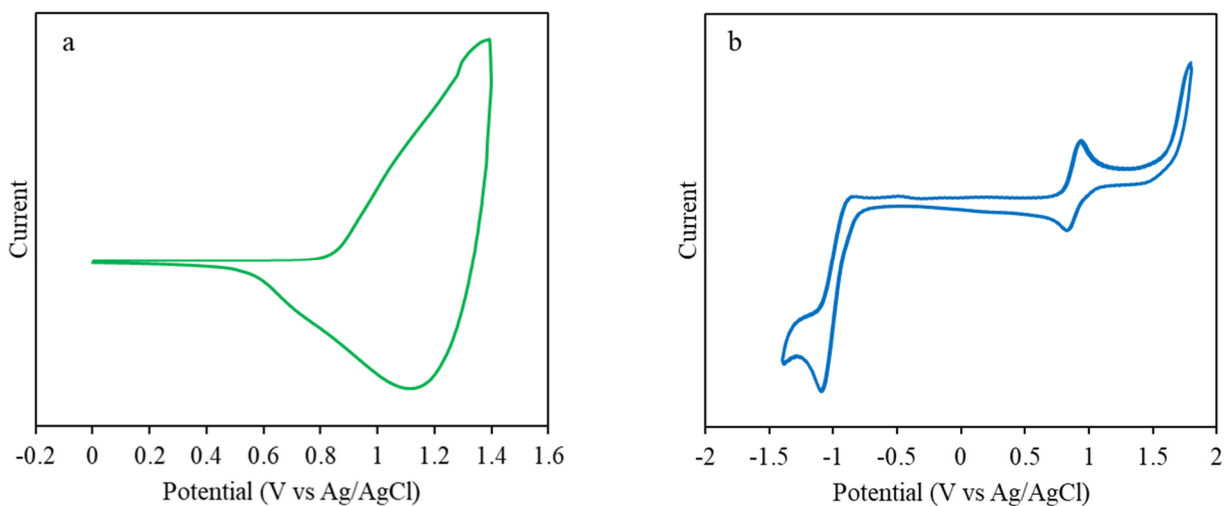 a
Current
-0.2 0 0.2 0.4 0.6 0.8 1 1.2 1.4 1.6
Potential (V vs Ag/AgCl)
b
Current
-2 -1.5 -1 -0.5 0 0.5 1 1.5 2
Potential (V vs Ag/AgCl)